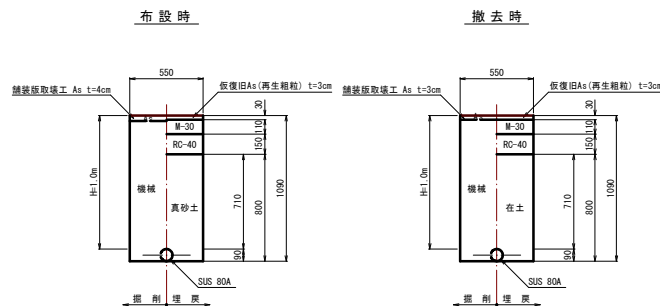 布 設 時
550
舗装版取壊工 As t=4cm
仮復旧As(再生粗粒) t=3cm
30
M-30
110
RC-40
150
H=1.0m
機械
真砂土
710
800
1090
90
SUS 80A
掘 削 埋 戻
撤 去 時
550
舗装版取壊工 As t=3cm
仮復旧As(再生粗粒) t=3cm
30
M-30
110
RC-40
150
H=1.0m
機械
在土
710
800
1090
90
SUS 80A
掘 削 埋 戻